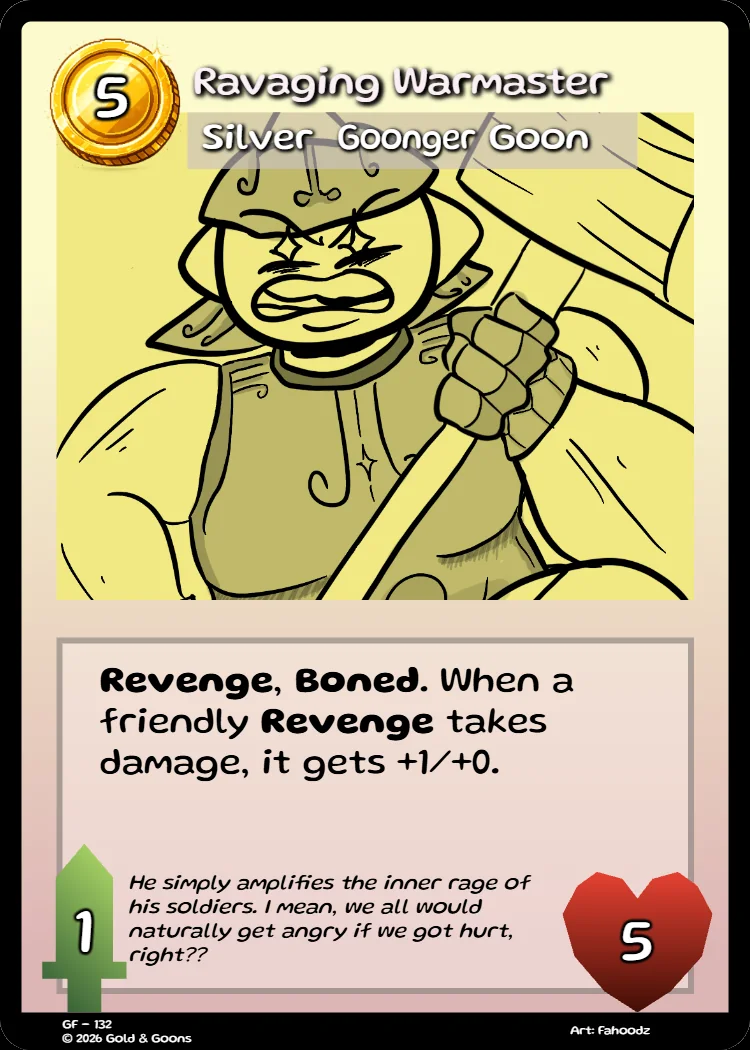 5
Ravaging Warmaster
Silver Goonger Goon
Revenge, Boned. When a
friendly Revenge takes
damage, it gets +1/+0.
He simply amplifies the inner rage of
his soldiers. I mean, we all would
naturally get angry if we got hurt,
right??
1
5
GF - 132
© 2026 Gold & Goons
Art: fahoodz